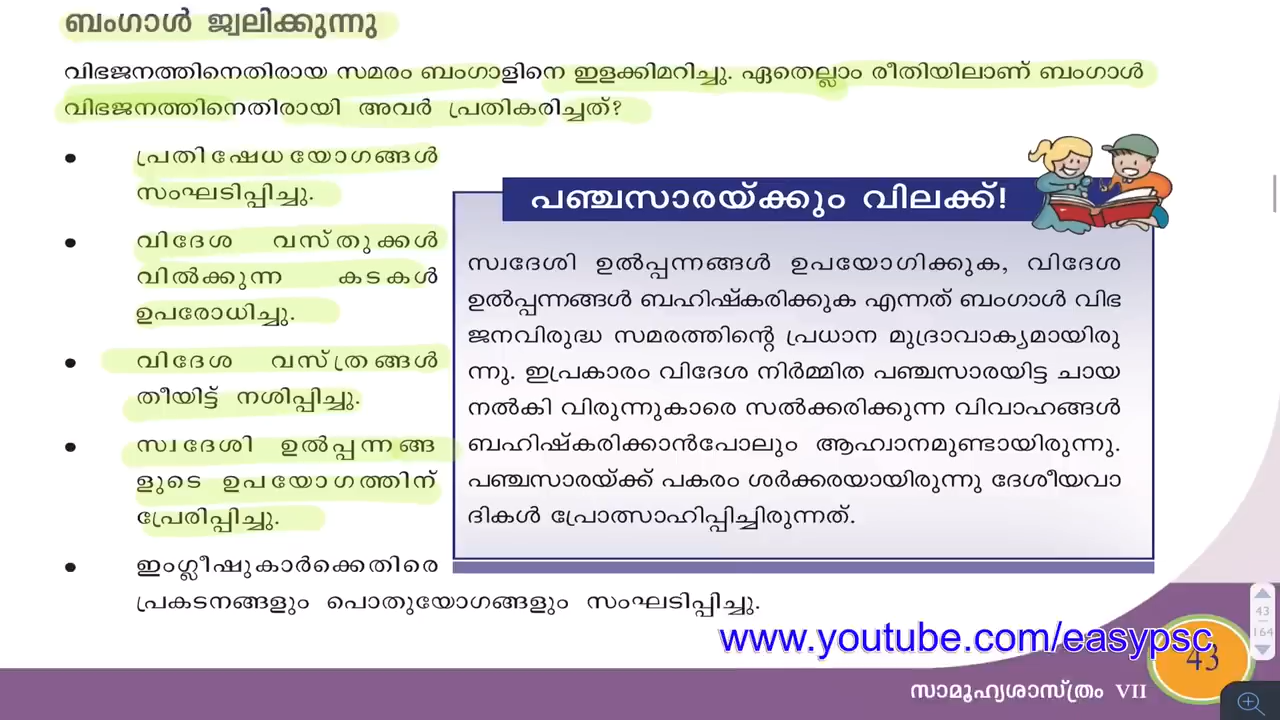 ബംഗാൾ ജ്വലിക്കുന്നു
വിഭജനത്തിനെതിരായ സമരം ബംഗാളിനെ ഇളക്കിമറിച്ചു. ഏതെല്ലാം രീതിയിലാണ് ബംഗാൾ
വിഭജനത്തിനെതിരായി അവർ പ്രതികരിച്ചത്?
• പ്രതിഷേധയോഗങ്ങൾ
സംഘടിപ്പിച്ചു.
• വിദേശ വസ്തുക്കൾ
വിൽക്കുന്ന കടകൾ
ഉപരോധിച്ചു.
• വിദേശ വസ്ത്രങ്ങൾ
തീയിട്ട് നശിപ്പിച്ചു.
• സ്വദേശി ഉൽപ്പന്നങ്ങ
ളുടെ ഉപയോഗത്തിന്
പ്രേരിപ്പിച്ചു.
• ഇംഗ്ലീഷുകാർക്കെതിരെ
പ്രകടനങ്ങളും പൊതുയോഗങ്ങളും സംഘടിപ്പിച്ചു.
പഞ്ചസാരയ്ക്കും വിലക്ക്!
സ്വദേശി ഉൽപ്പന്നങ്ങൾ ഉപയോഗിക്കുക, വിദേശ
ഉൽപ്പന്നങ്ങൾ ബഹിഷ്കരിക്കുക എന്നത് ബംഗാൾ വിഭ
ജനവിരുദ്ധ സമരത്തിന്റെ പ്രധാന മുദ്രാവാക്യമായിരു
ന്നു. ഇപ്രകാരം വിദേശ നിർമ്മിത പഞ്ചസാരയിട്ട ചായ
നൽകി വിരുന്നുകാരെ സൽക്കരിക്കുന്ന വിവാഹങ്ങൾ
ബഹിഷ്കരിക്കാൻപോലും ആഹ്വാനമുണ്ടായിരുന്നു.
പഞ്ചസാരയ്ക്ക് പകരം ശർക്കരയായിരുന്നു ദേശീയവാ
ദികൾ പ്രോത്സാഹിപ്പിച്ചിരുന്നത്.
www.youtube.com/easypsc
43
സാമൂഹ്യശാസ്ത്രം VII
43
164